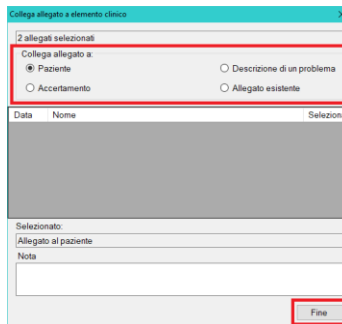 Collega allegato a elemento clinico
2 allegati selezionati
Collega allegato a:
Paziente
Descrizione di un problema
Accertamento
Allegato esistente
Data Nome Selezion
Selezionato:
Allegato al paziente
Nota
Fine